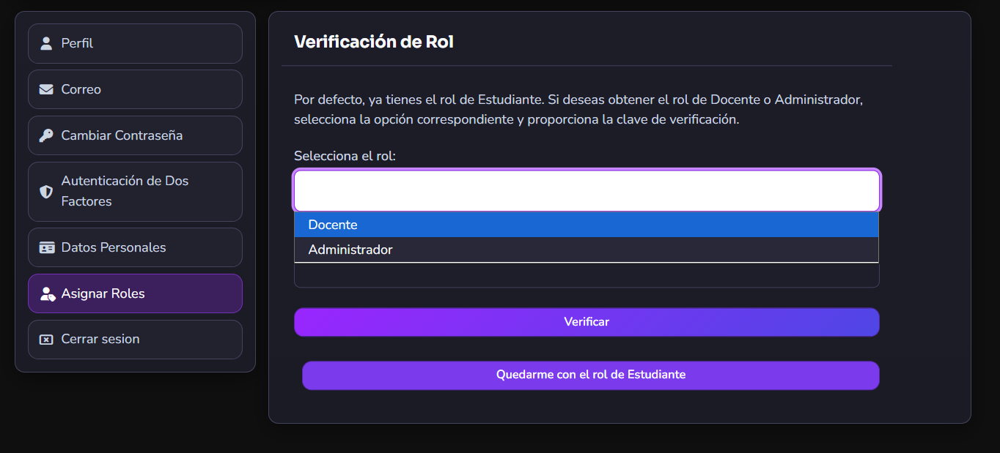 Perfil
Correo
Cambiar Contraseña
Autenticación de Dos
Factores
Datos Personales
Asignar Roles
Cerrar sesion
Verificación de Rol
Por defecto, ya tienes el rol de Estudiante. Si deseas obtener el rol de Docente o Administrador,
selecciona la opción correspondiente y proporciona la clave de verificación.
Selecciona el rol:
Docente
Administrador
Verificar
Quedarme con el rol de Estudiante